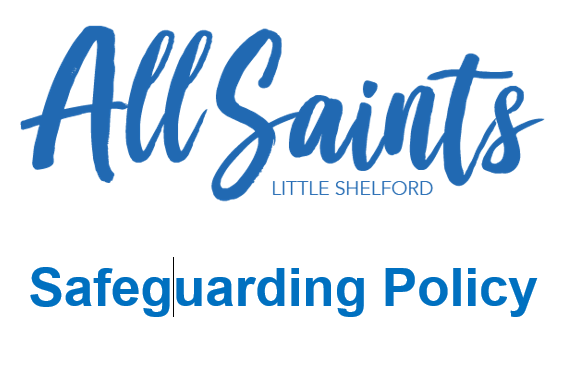 All Saints
LITTLE SHELFORD
Safeguarding Policy